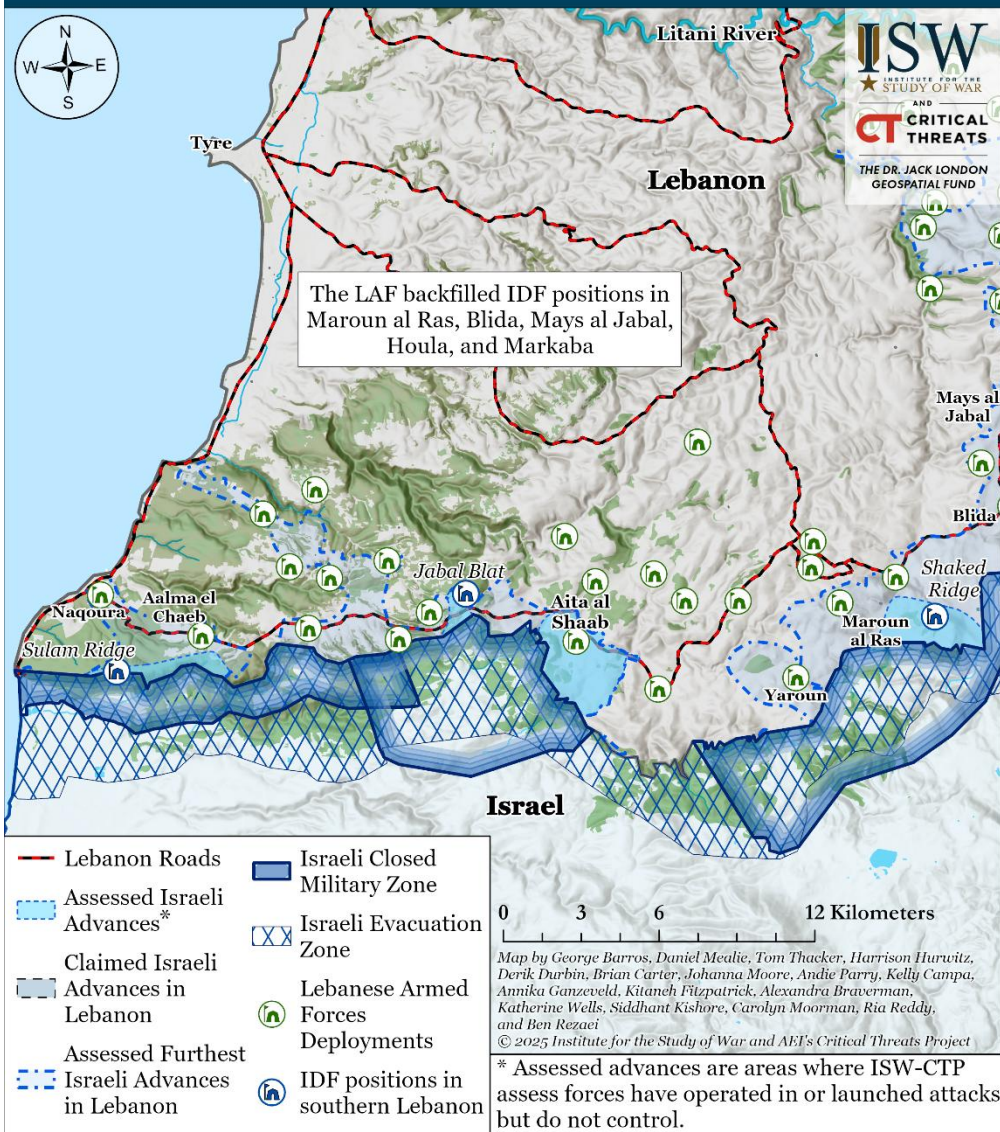 N
W
E
S
Litani River
ISW
INSTITUTE FOR THE
STUDY OF WAR
AND
CT CRITICAL
THREATS
THE DR. JACK LONDON
GEOSPATIAL FUND
Tyre
Lebanon
The LAF backfilled IDF positions in
Maroun al Ras, Blida, Mays al Jabal,
Houla, and Markaba
Mays al
Jabal
Blida
Jabal Blat
Shaked
Ridge
Naqoura
Aalma el
Chaeb
Aita al
Shaab
Maroun
al Ras
Sulam Ridge
Yaroun
Israel
Lebanon Roads
Assessed Israeli
Advances*
Claimed Israeli
Advances in
Lebanon
Assessed Furthest
Israeli Advances
in Lebanon
Israeli Closed
Military Zone
Israeli Evacuation
Zone
Lebanese Armed
Forces
Deployments
IDF positions in
southern Lebanon
0 3 6 12 Kilometers
Map by George Barros, Daniel Mealie, Tom Thacker, Harrison Hurwitz,
Derik Durbin, Brian Carter, Johanna Moore, Andie Parry, Kelly Campa,
Annika Ganzeveld, Kitaneh Fitzpatrick, Alexandra Braverman,
Katherine Wells, Siddhant Kishore, Carolyn Moorman, Ria Reddy,
and Ben Rezaei
© 2025 Institute for the Study of War and AEI's Critical Threats Project
* Assessed advances are areas where ISW-CTP
assess forces have operated in or launched attacks
but do not control.